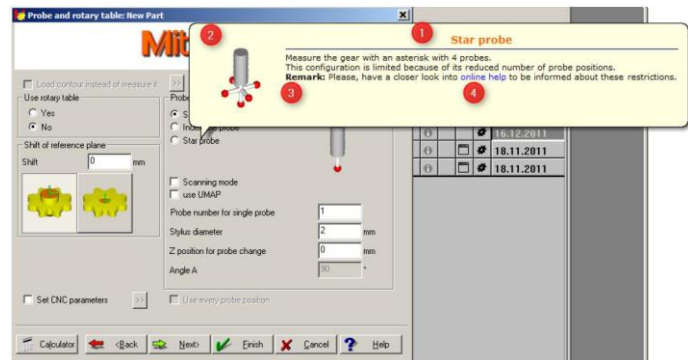 Probe and rotary table: New Part
Mit
1
2
Star probe
Measure the gear with an asterisk with 4 probes.
This configuration is limited because of its reduced number of probe positions.
Remark: Please, have a closer look into online help to be informed about these restrictions.
3
4
Load contour instead of measure it
>>
Use rotary table
Yes
No
Shift of reference plane
Shift
0
mm
Star probe
Scanning mode
use UMAP
Probe number for single probe
1
Stylus diameter
2
mm
Z position for probe change
0
mm
Angle A
90
°
Set CNC parameters
>>
Use every probe position
16.12.2011
18.11.2011
18.11.2011
Calculator
<Back
Next>
Finish
Cancel
Help